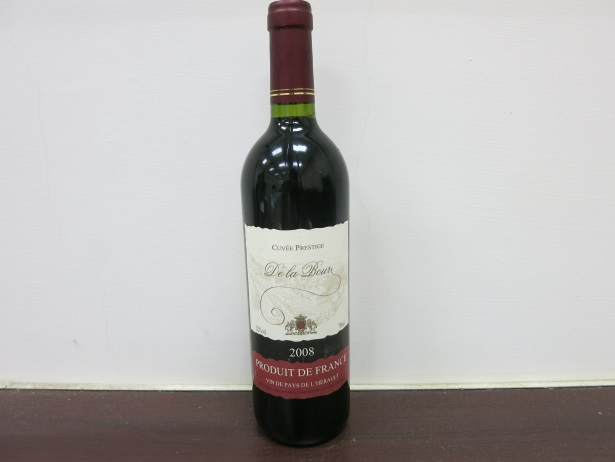 CUVÉE PRESTIGE
De la Bour
2008
PRODUIT DE FRANCE
VIN DE PAYS DE L'HERAULT